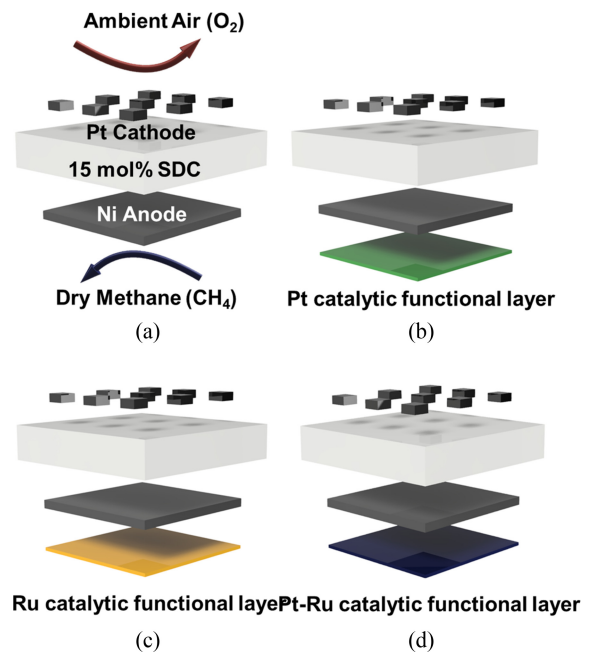 Ambient Air (O₂)
Pt Cathode
15 mol% SDC
Ni Anode
Dry Methane (CH₄)
(a)
Pt catalytic functional layer
(b)
Ru catalytic functional layer
(c)
Pt-Ru catalytic functional layer
(d)